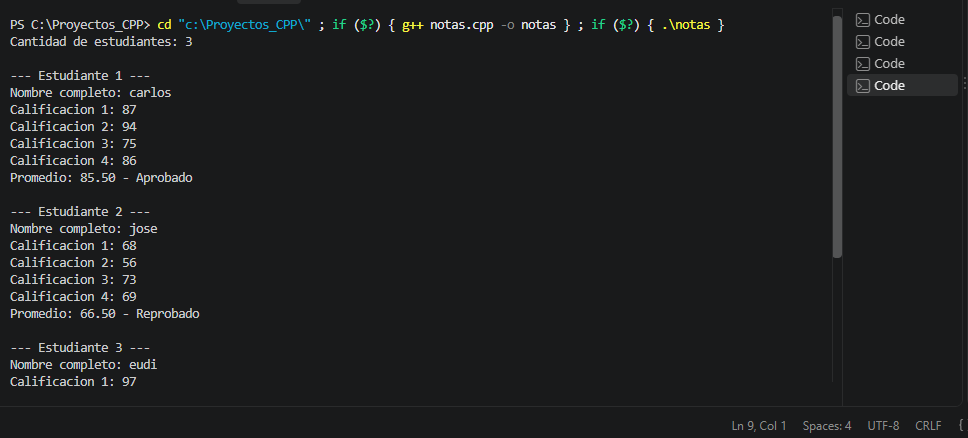 PS C:\Proyectos_CPP> cd "c:\Proyectos_CPP\" ; if ($?) { g++ notas.cpp -o notas } ; if ($?) { .\notas }
Cantidad de estudiantes: 3
--- Estudiante 1 ---
Nombre completo: carlos
Calificacion 1: 87
Calificacion 2: 94
Calificacion 3: 75
Calificacion 4: 86
Promedio: 85.50 - Aprobado
--- Estudiante 2 ---
Nombre completo: jose
Calificacion 1: 68
Calificacion 2: 56
Calificacion 3: 73
Calificacion 4: 69
Promedio: 66.50 - Reprobado
--- Estudiante 3 ---
Nombre completo: eudi
Calificacion 1: 97
Code
Code
Code
Code
Ln 9, Col 1 Spaces: 4 UTF-8 CRLF {